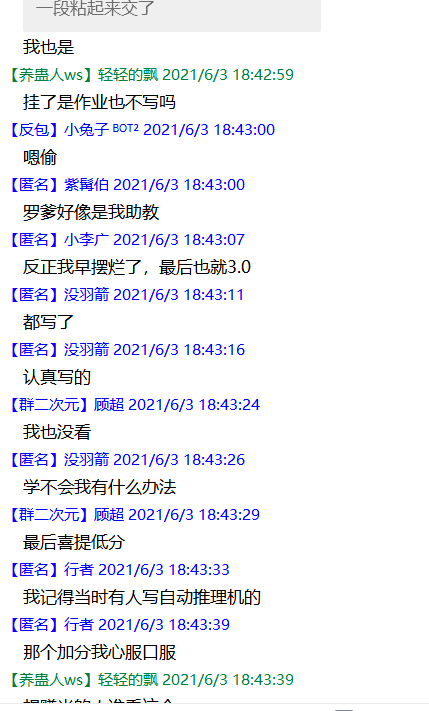 一段粘起来交了
我也是
【养蛊人ws】轻轻的飘 2021/6/3 18:42:59
挂了是作业也不写吗
【反包】小兔子 BOT2 2021/6/3 18:43:00
嗯偷
【匿名】紫髯伯 2021/6/3 18:43:00
罗爹好像是我助教
【匿名】小李广 2021/6/3 18:43:07
反正我早摆烂了，最后也就3.0
【匿名】没羽箭 2021/6/3 18:43:11
都写了
【匿名】没羽箭 2021/6/3 18:43:16
认真写的
【群二次元】顾超 2021/6/3 18:43:24
我也没看
【匿名】没羽箭 2021/6/3 18:43:26
学不会我有什么办法
【群二次元】顾超 2021/6/3 18:43:29
最后喜提低分
【匿名】行者 2021/6/3 18:43:33
我记得当时有人写自动推理机的
【匿名】行者 2021/6/3 18:43:39
那个加分我心服口服
【养蛊人ws】轻轻的飘 2021/6/3 18:43:39